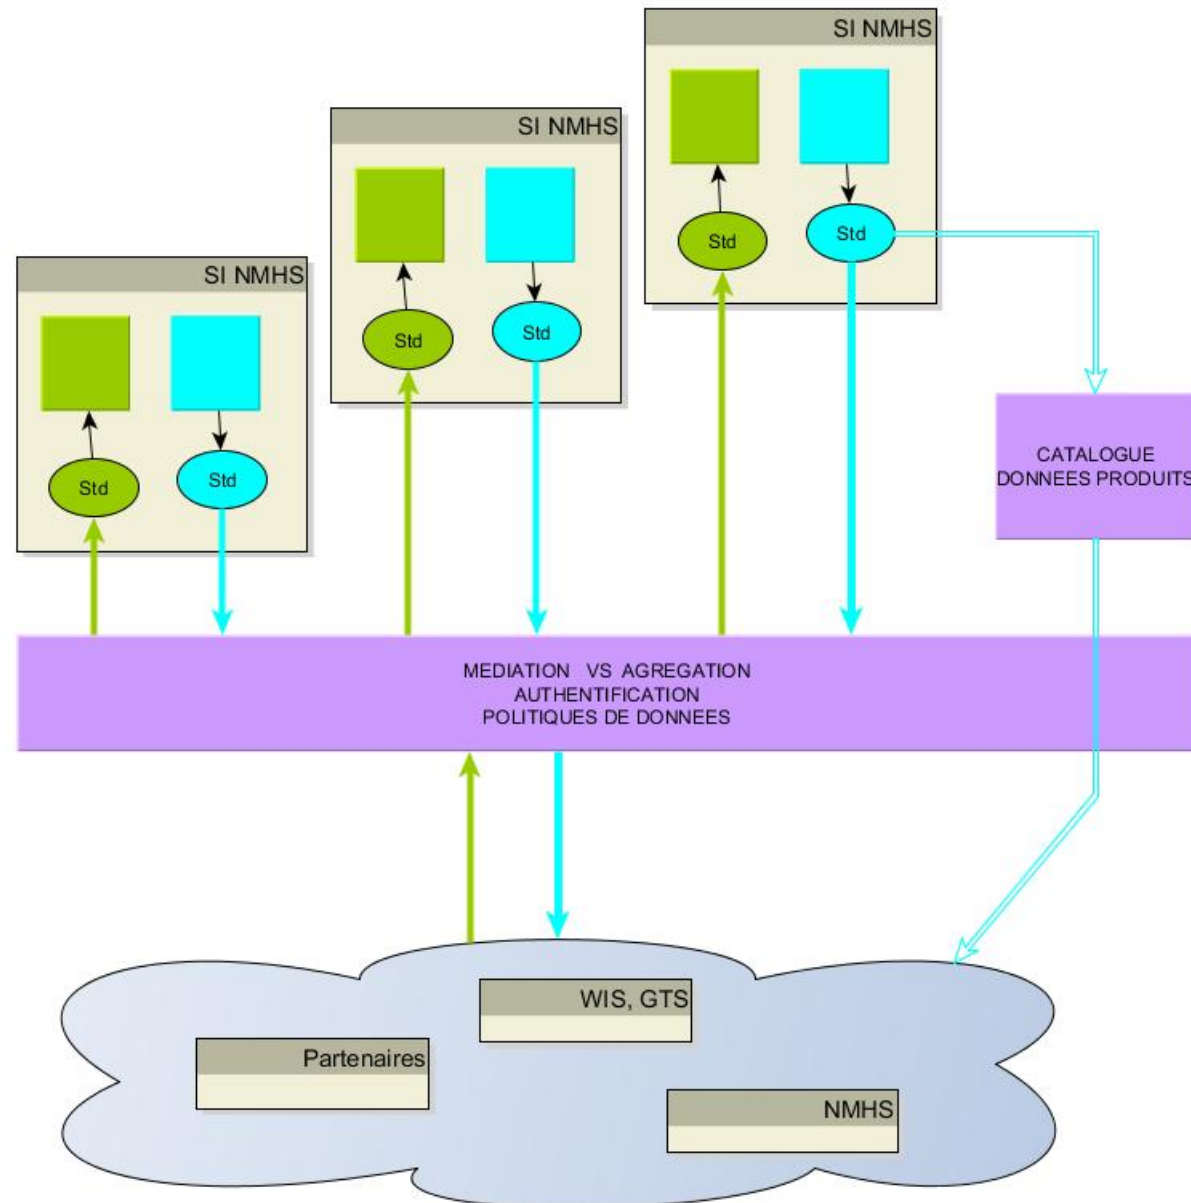 SI NMHS
SI NMHS
Std
Std
SI NMHS
Std
Std
Std
Std
CATALOGUE
DONNEES PRODUITS
MEDIATION VS AGREGATION
AUTHENTIFICATION
POLITIQUES DE DONNEES
WIS, GTS
Partenaires
NMHS